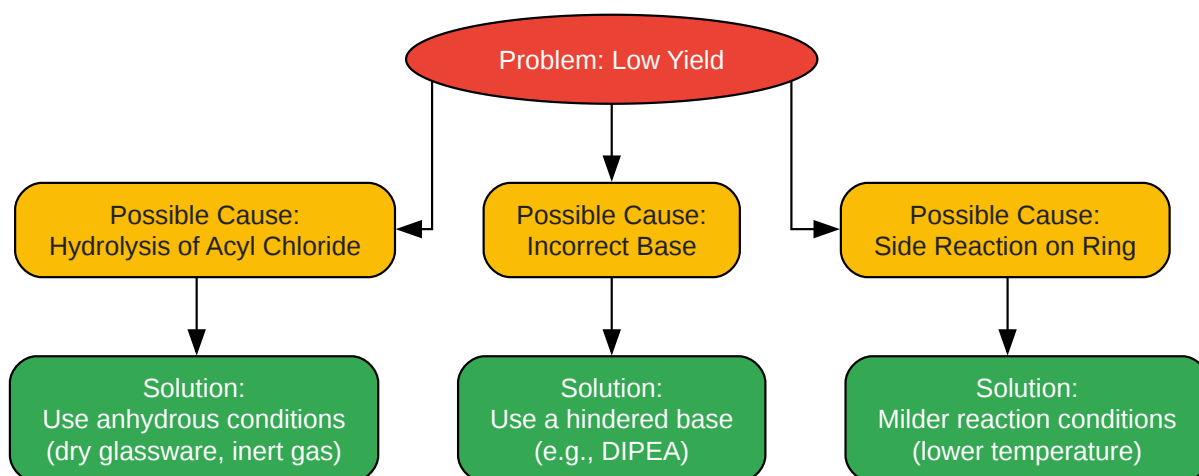 Problem: Low Yield
Possible Cause:
Hydrolysis of Acyl Chloride
Possible Cause:
Incorrect Base
Possible Cause:
Side Reaction on Ring
Solution:
Use anhydrous conditions
(dry glassware, inert gas)
Solution:
Use a hindered base
(e.g., DIPEA)
Solution:
Milder reaction conditions
(lower temperature)